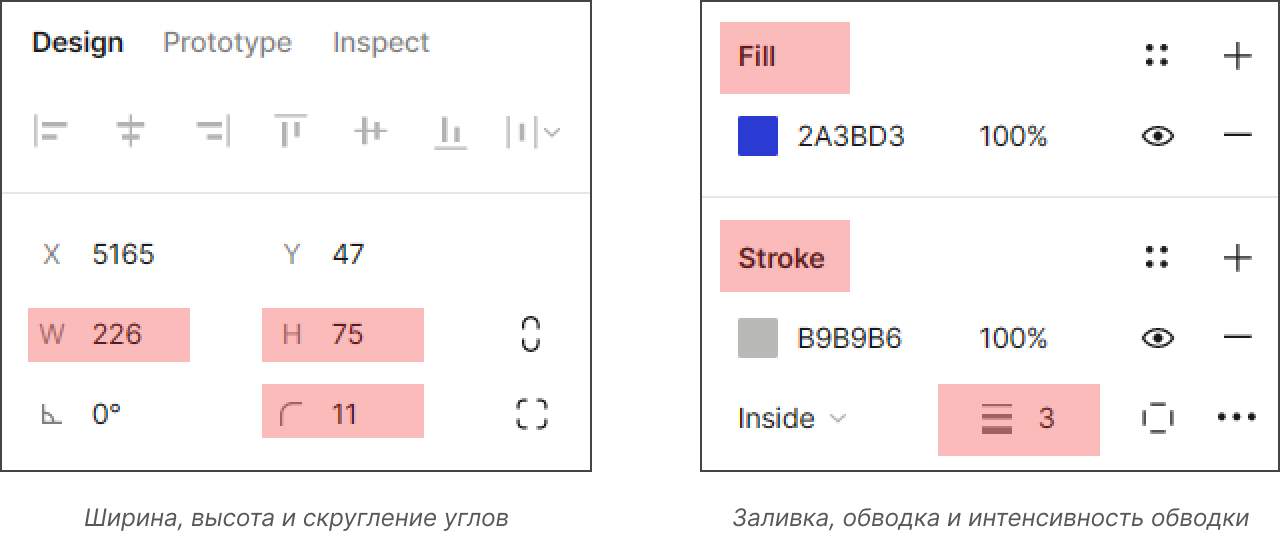 Design Prototype Inspect
X 5165 Y 47
W 226 H 75
0° 11
Ширина, высота и скругление углов
Fill
2A3BD3 100%
Stroke
B9B9B6 100%
Inside 3
Заливка, обводка и интенсивность обводки